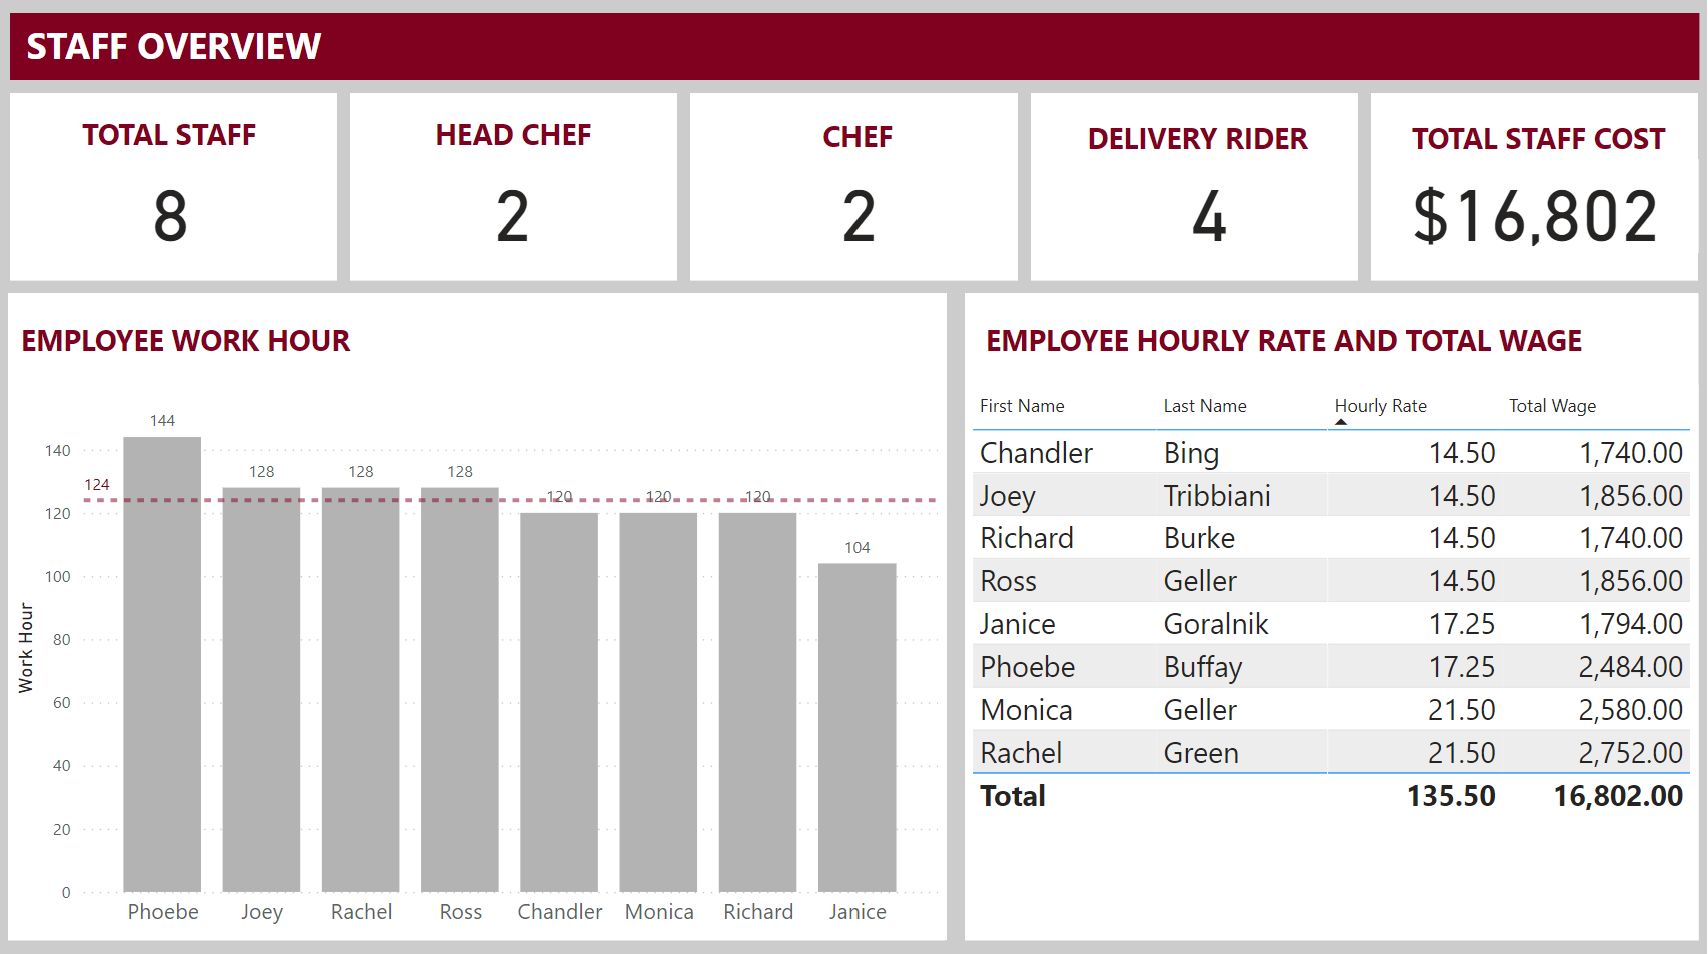 STAFF OVERVIEW
TOTAL STAFF
8
HEAD CHEF
2
CHEF
2
DELIVERY RIDER
4
TOTAL STAFF COST
$16,802
EMPLOYEE WORK HOUR
Work Hour
140
120
100
80
60
40
20
0
124
144
128
128
128
120
120
120
104
Phoebe Joey Rachel Ross Chandler Monica Richard Janice
EMPLOYEE HOURLY RATE AND TOTAL WAGE
First Name Last Name Hourly Rate Total Wage
Chandler Bing 14.50 1,740.00
Joey Tribbiani 14.50 1,856.00
Richard Burke 14.50 1,740.00
Ross Geller 14.50 1,856.00
Janice Goralnik 17.25 1,794.00
Phoebe Buffay 17.25 2,484.00
Monica Geller 21.50 2,580.00
Rachel Green 21.50 2,752.00
Total 135.50 16,802.00